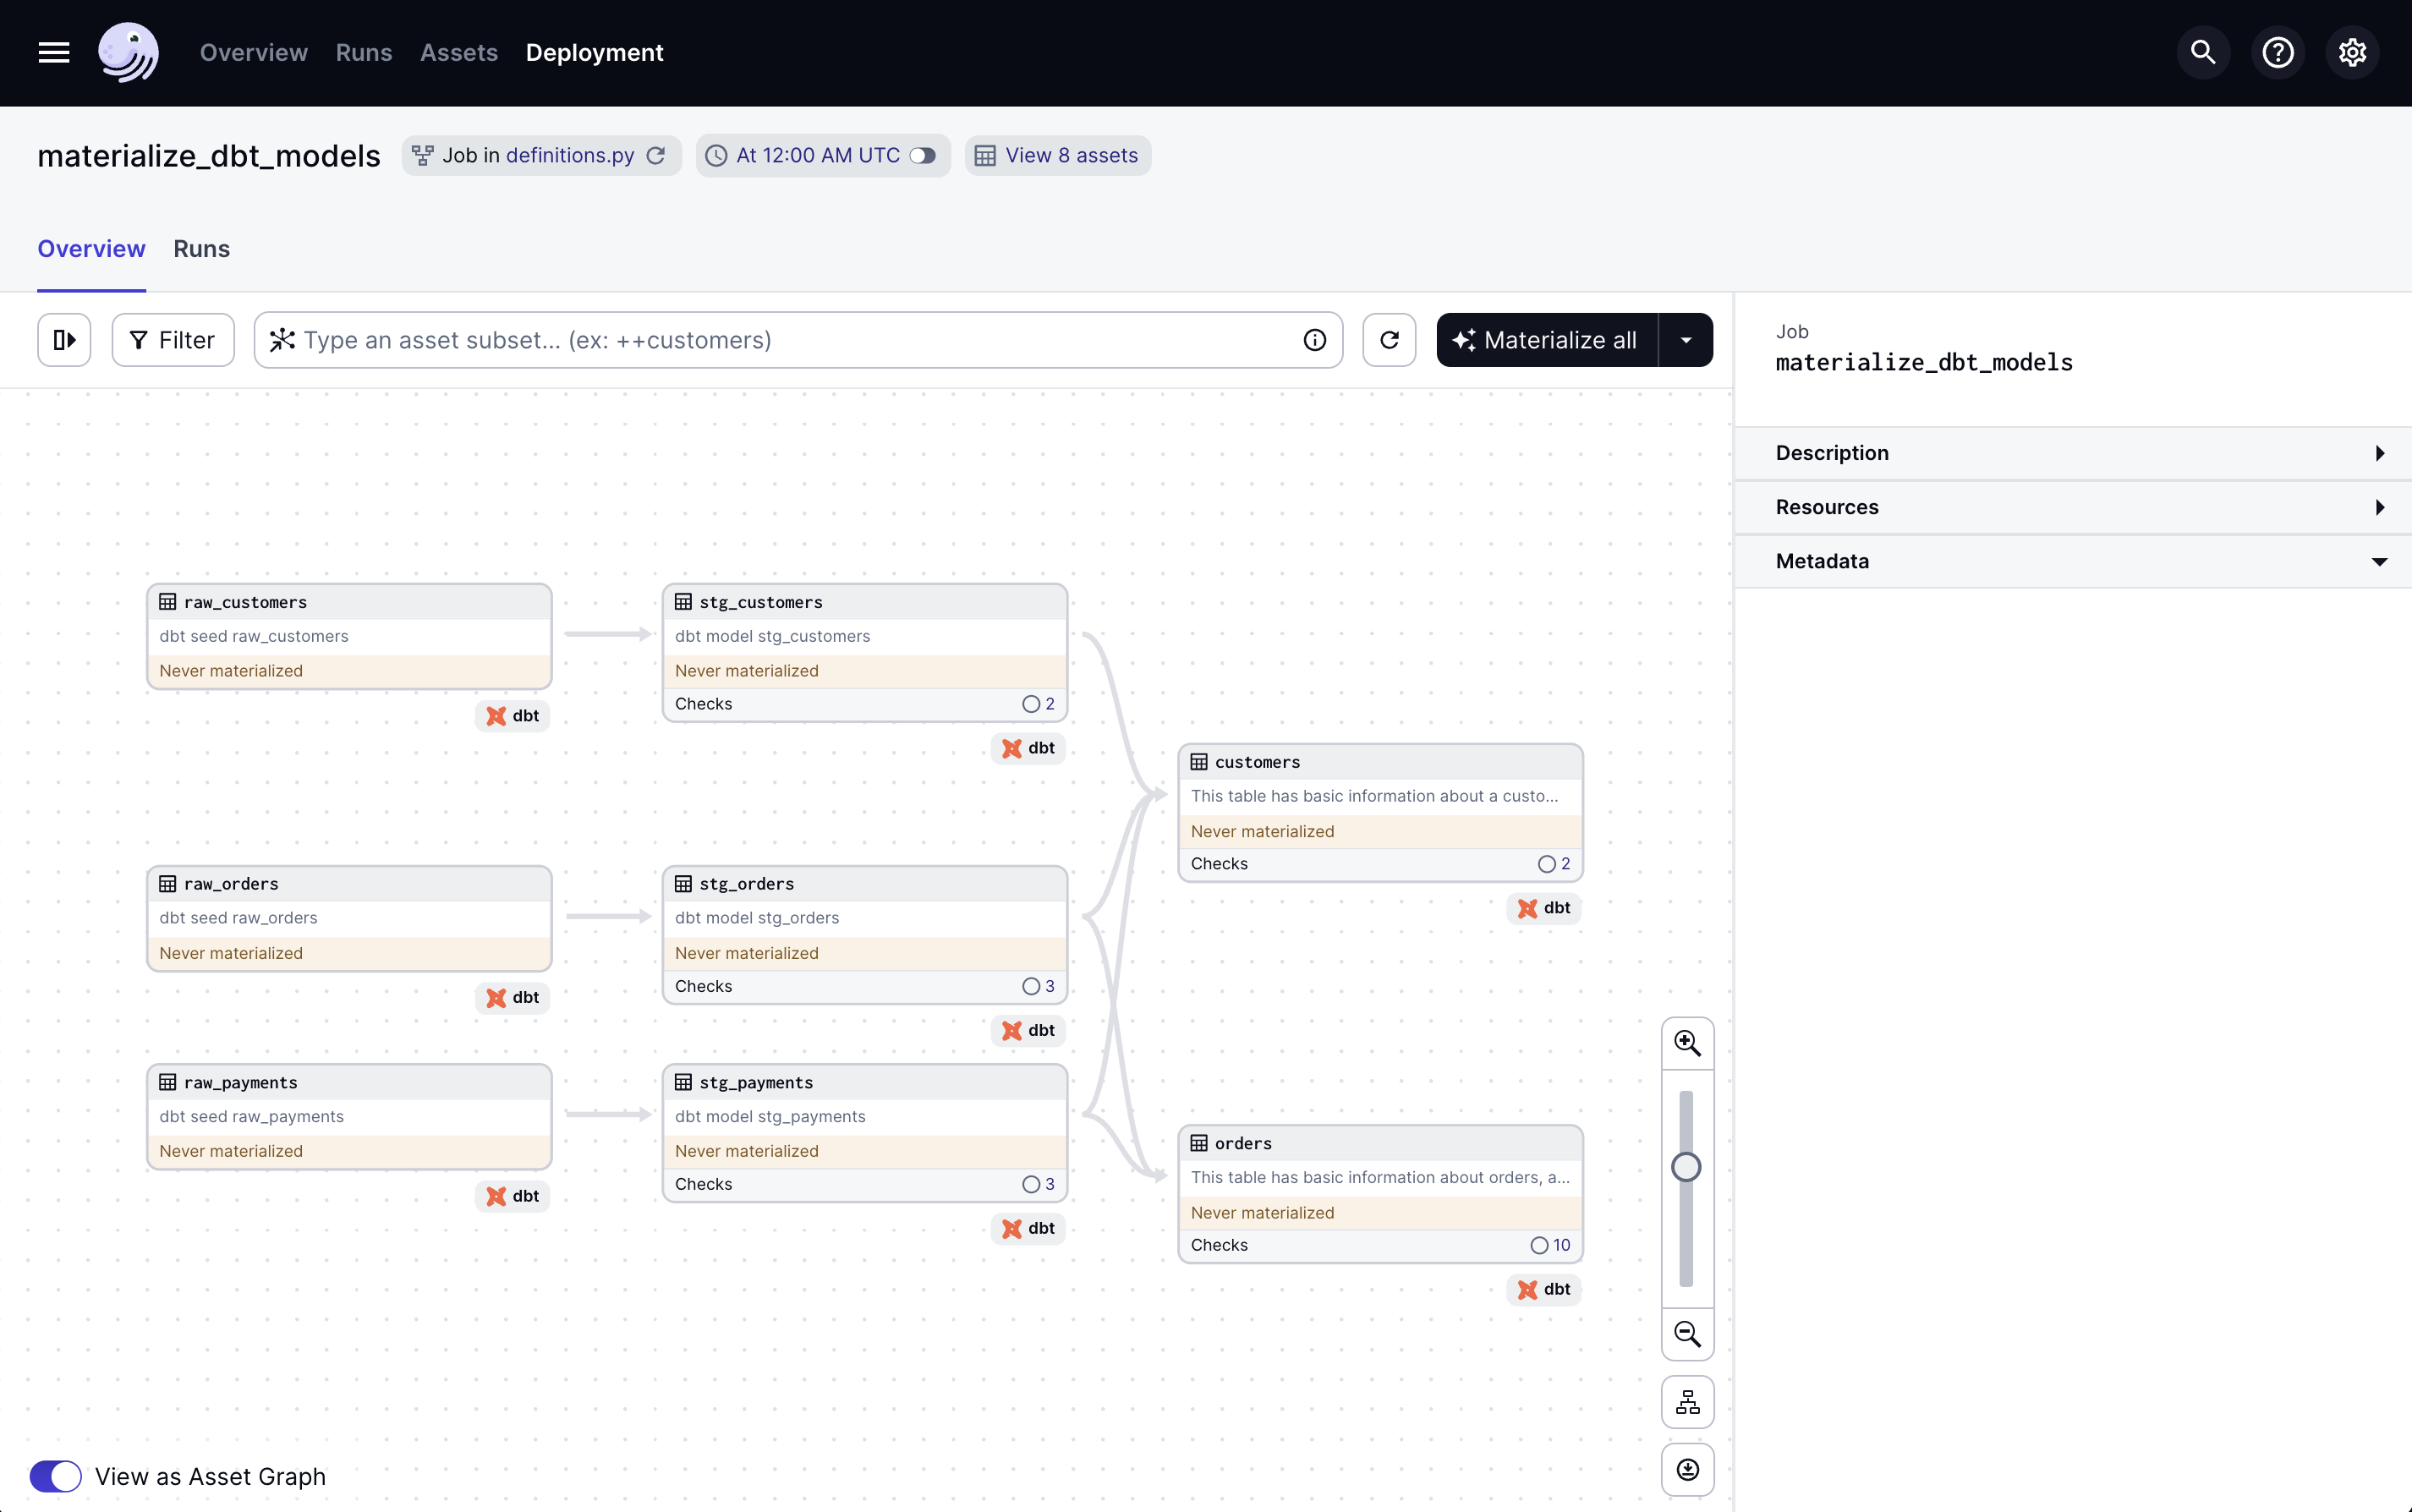 Overview Runs Assets Deployment
materialize_dbt_models Job in definitions.py At 12:00 AM UTC View 8 assets
Overview Runs
Filter Type an asset subset... (ex: ++customers) Materialize all
Job
materialize_dbt_models
Description
Resources
Metadata
raw_customers
dbt seed raw_customers
Never materialized
dbt
stg_customers
dbt model stg_customers
Never materialized
Checks 2
dbt
customers
This table has basic information about a custo...
Never materialized
Checks 2
dbt
raw_orders
dbt seed raw_orders
Never materialized
dbt
stg_orders
dbt model stg_orders
Never materialized
Checks 3
dbt
raw_payments
dbt seed raw_payments
Never materialized
dbt
stg_payments
dbt model stg_payments
Never materialized
Checks 3
dbt
orders
This table has basic information about orders, a...
Never materialized
Checks 10
dbt
View as Asset Graph